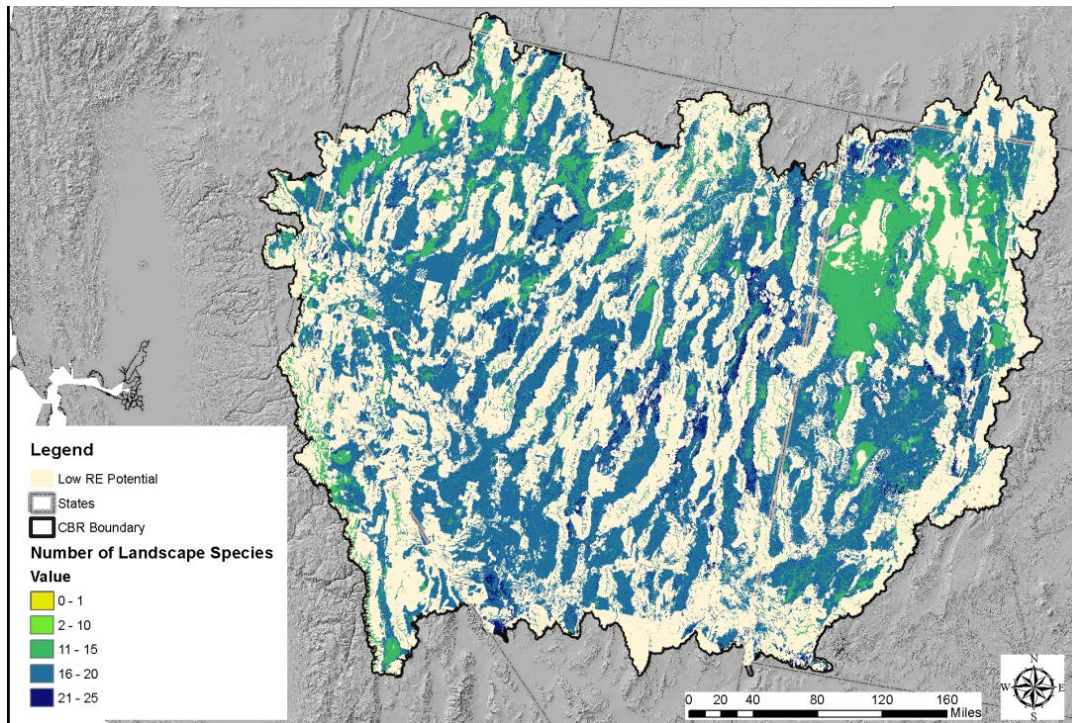 Legend
Low RE Potential
States
CBR Boundary
Number of Landscape Species
Value
0 - 1
2 - 10
11 - 15
16 - 20
21 - 25
0 20 40 80 120 160
Miles
N
W E
S